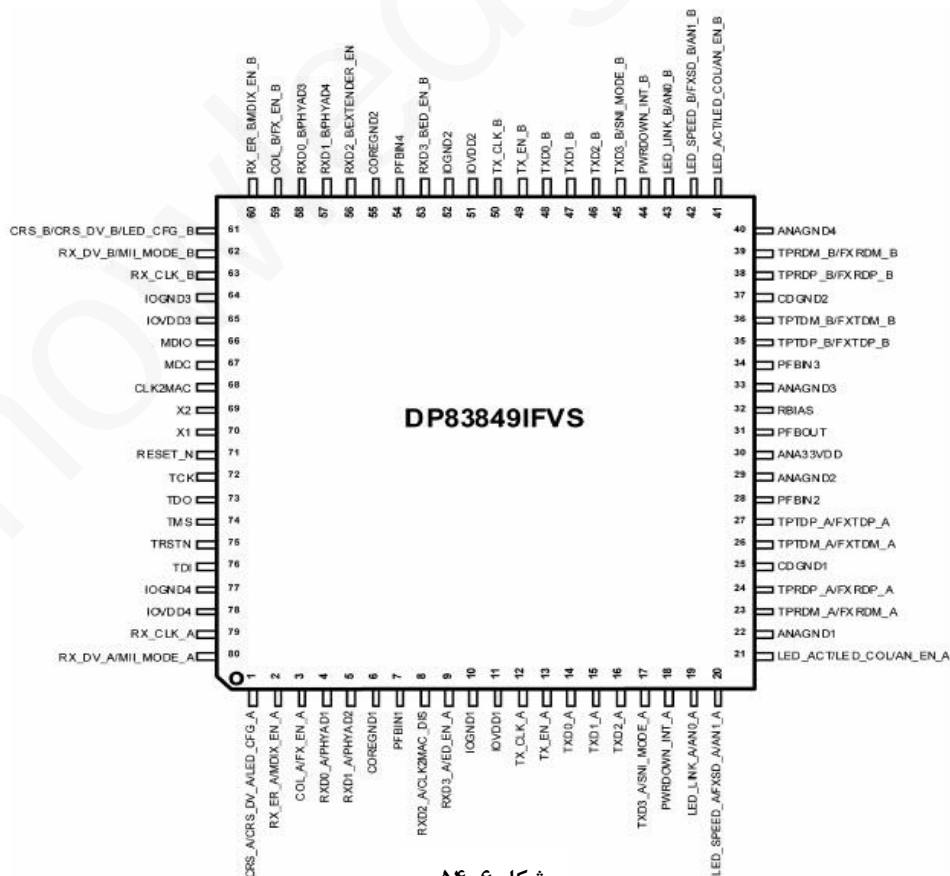 RX_ER_B/MDIX_EN_B
COL_B/FX_EN_B
RXD0_B/PHYAD3
RXD1_B/PHYAD4
RXD2_B/EXTENDER_EN
COREGND2
PFBIN4
RXD3_B/ED_EN_B
IOGND2
IOVDD2
TX_CLK_B
TX_EN_B
TXD0_B
TXD1_B
TXD2_B
TXD3_B/SNI_MODE_B
PWRDOWN_INT_B
LED_LINK_B/AN0_B
LED_SPEED_B/FXSD_B/AN1_B
LED_ACT/LED_COL/AN_EN_B
60 59 58 57 56 55 54 53 52 51 50 49 48 47 46 45 44 43 42 41
CRS_B/CRS_DV_B/LED_CFG_B 61
RX_DV_B/MII_MODE_B 62
RX_CLK_B 63
IOGND3 64
IOVDD3 65
MDIO 66
MDC 67
CLK2MAC 68
X2 69
X1 70
RESET_N 71
TCK 72
TDO 73
TMS 74
TRSTN 75
TDI 76
IOGND4 77
IOVDD4 78
RX_CLK_A 79
RX_DV_A/MII_MODE_A 80
DP83849IFVS
40 ANAGND4
39 TPRDM_B/FXRDM_B
38 TPRDP_B/FXRDP_B
37 CDGND2
36 TPTDM_B/FXTDM_B
35 TPTDP_B/FXTDP_B
34 PFBIN3
33 ANAGND3
32 RBIAS
31 PFBOUT
30 ANA33VDD
29 ANAGND2
28 PFBIN2
27 TPTDP_A/FXTDP_A
26 TPTDM_A/FXTDM_A
25 CDGND1
24 TPRDP_A/FXRDP_A
23 TPRDM_A/FXRDM_A
22 ANAGND1
21 LED_ACT/LED_COL/AN_EN_A
1 2 3 4 5 6 7 8 9 10 11 12 13 14 15 16 17 18 19 20
CRS_A/CRS_DV_A/LED_CFG_A
RX_ER_A/MDIX_EN_A
COL_A/FX_EN_A
RXD0_A/PHYAD1
RXD1_A/PHYAD2
COREGND1
PFBIN1
RXD2_A/CLK2MAC_DIS
RXD3_A/ED_EN_A
IOGND1
IOVDD1
TX_CLK_A
TX_EN_A
TXD0_A
TXD1_A
TXD2_A
TXD3_A/SNI_MODE_A
PWRDOWN_INT_A
LED_LINK_A/AN0_A
LED_SPEED_A/FXSD_A/AN1_A